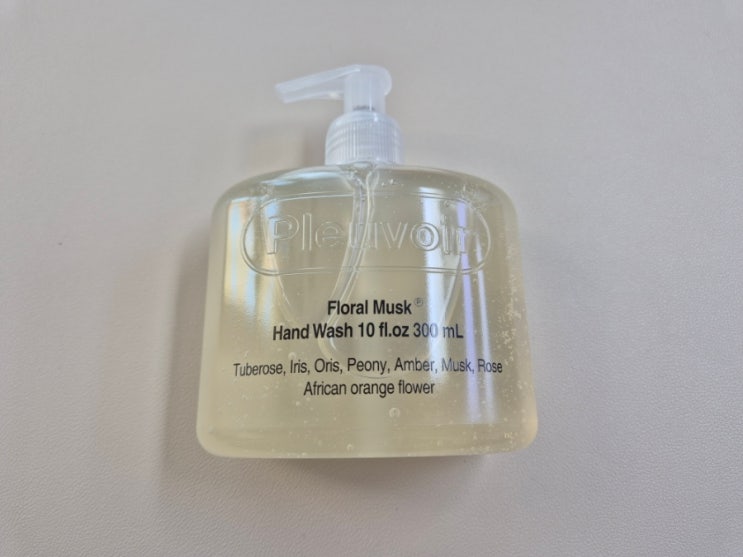 Pleuvoir
Floral Musk®
Hand Wash 10 fl.oz 300 mL
Tuberose, Iris, Oris, Peony, Amber, Musk, Rose
African orange flower